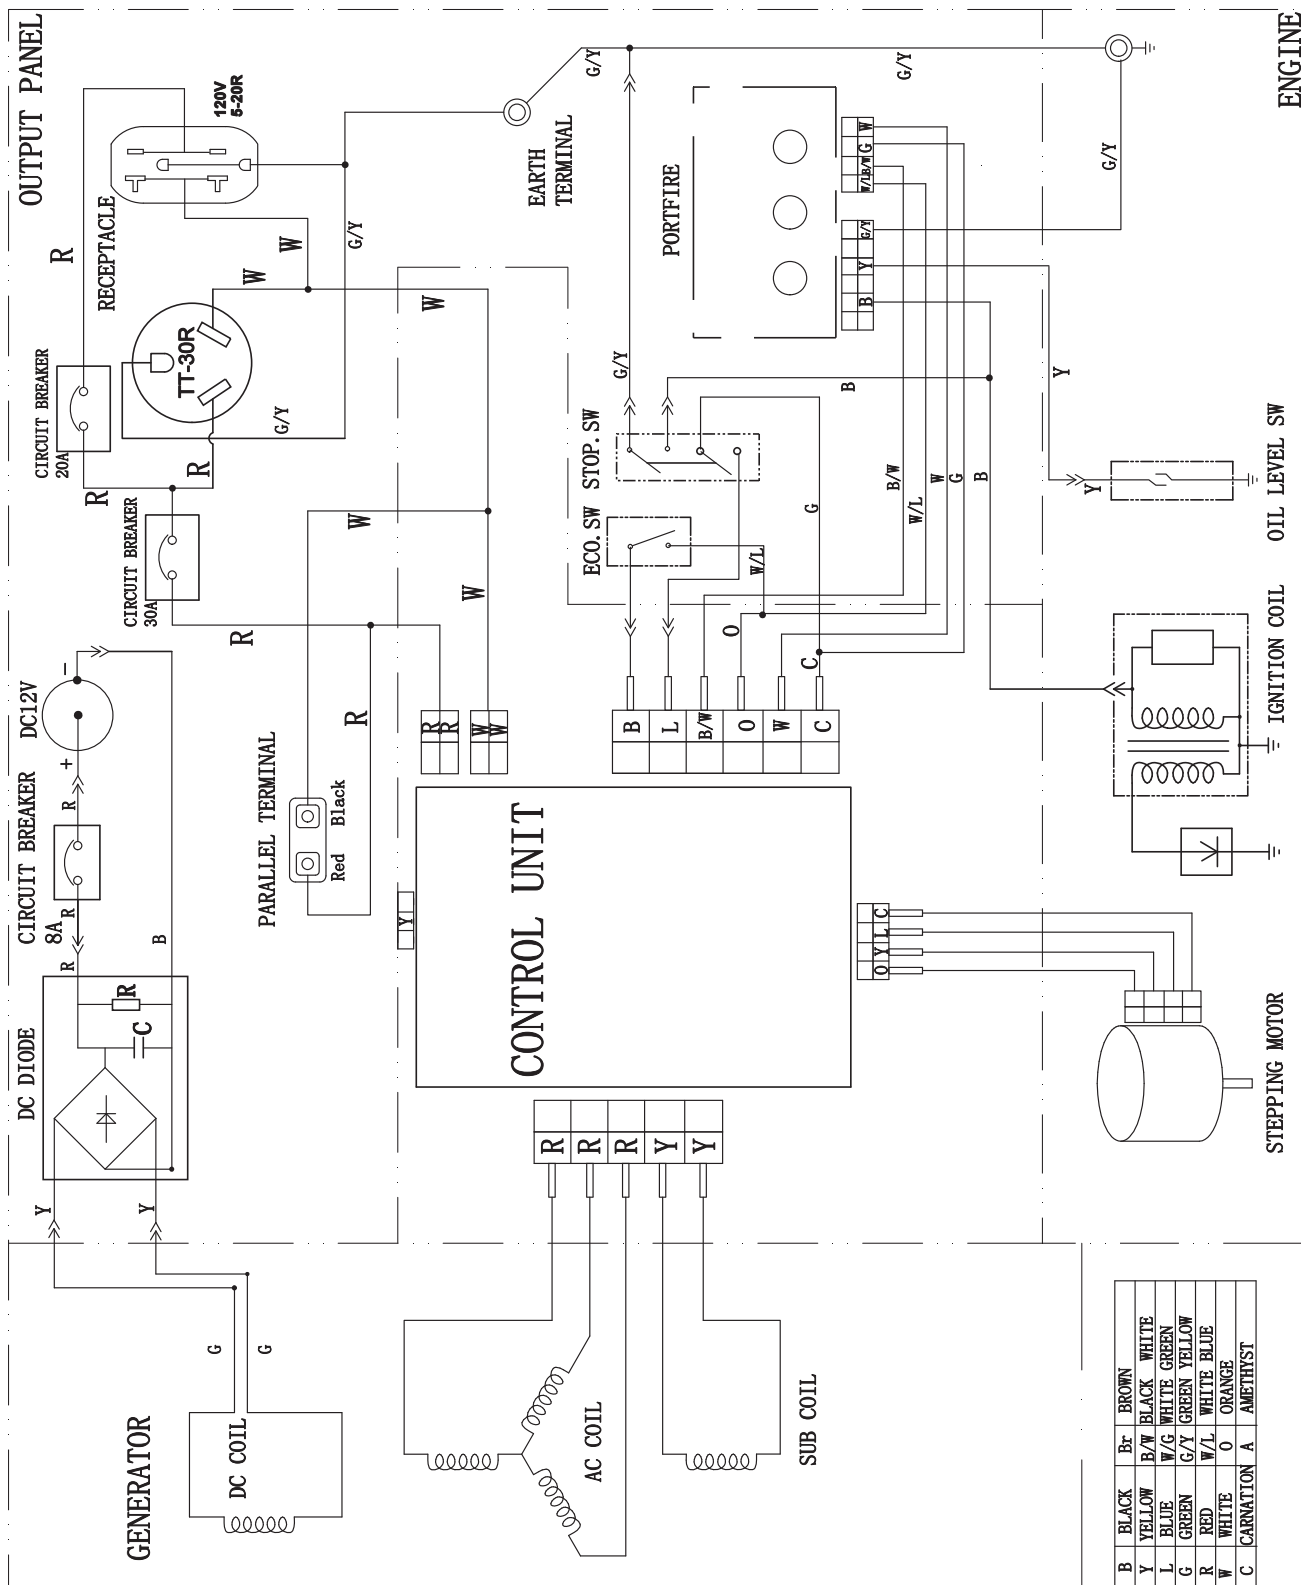 OUTPUT PANEL
ENGINE
GENERATOR
120V
5-20R
RECEPTACLE
R
W
W
G/Y
TT-30R
G/Y
CIRCUIT BREAKER
20A
R
R
CIRCUIT BREAKER
30A
R
W
W
W
R
EARTH
TERMINAL
G/Y
G/Y
G/Y
G/Y
PORTFIRE
W
G
B/W
W/L
G/Y
Y
B
STOP. SW
ECO. SW
B
G
W/L
B/W
W/L
W
G
B
Y
Y
OIL LEVEL SW
IGNITION COIL
O
C
B
L
B/W
O
W
C
DC12V
-
+
R
CIRCUIT BREAKER
8A
R
R
B
DC DIODE
R
C
Y
Y
PARALLEL TERMINAL
Red
Black
R
R
W
W
Y
CONTROL UNIT
O
Y
L
C
STEPPING MOTOR
R
R
R
Y
Y
G
G
DC COIL
AC COIL
SUB COIL
B BLACK Br BROWN
Y YELLOW B/W BLACK WHITE
L BLUE W/G WHITE GREEN
G GREEN G/Y GREEN YELLOW
R RED W/L WHITE BLUE
W WHITE O ORANGE
C CARNATION A AMETHYST